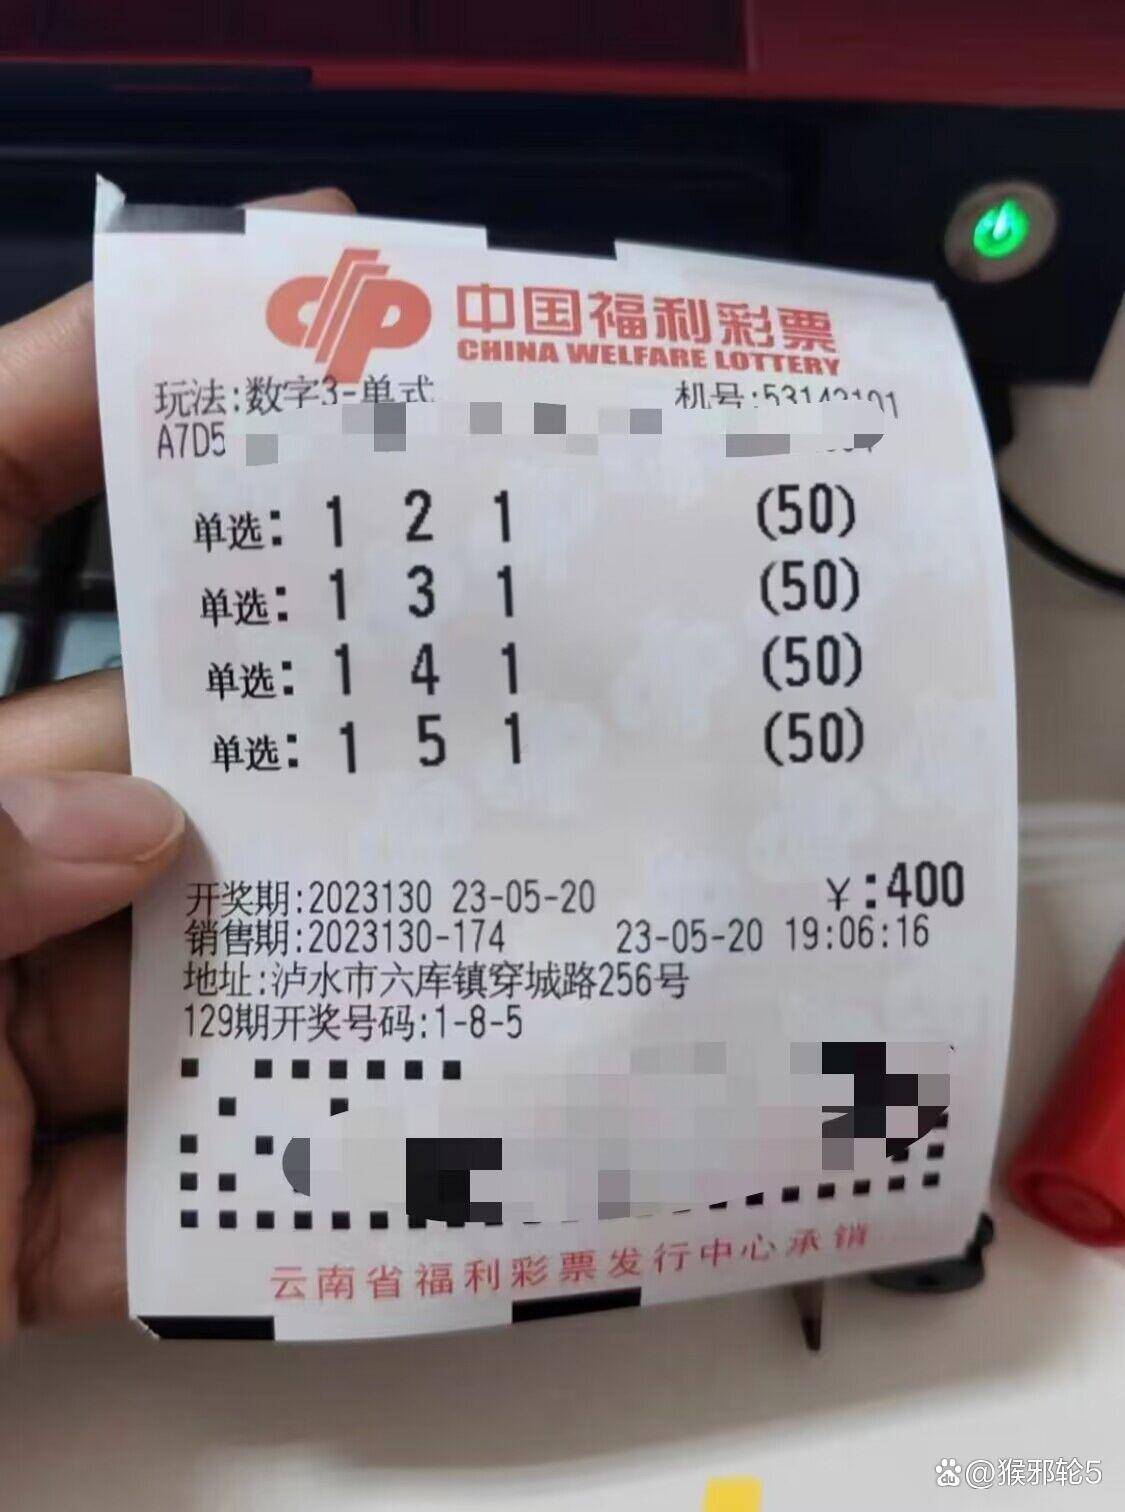 中国福利彩票
CHINA WELFARE LOTTERY
玩法:数字3-单式 机号:53142101
A7D5
单选: 1 2 1 (50)
单选: 1 3 1 (50)
单选: 1 4 1 (50)
单选: 1 5 1 (50)
开奖期:2023130 23-05-20 ￥:400
销售期:2023130-174 23-05-20 19:06:16
地址:泸水市六库镇穿城路256号
129期开奖号码:1-8-5
云南省福利彩票发行中心承销
@猴邪轮5